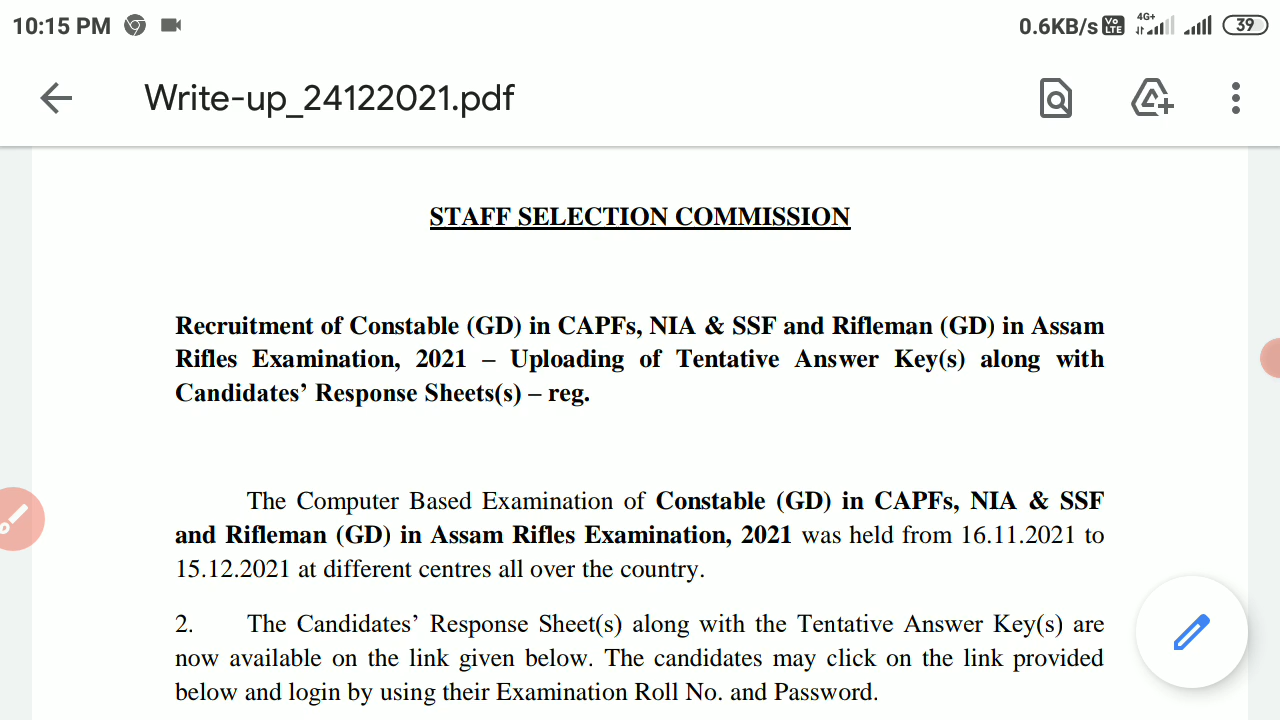 10:15 PM 0.6KB/s Vo LTE 4G+ 39
Write-up_24122021.pdf
STAFF SELECTION COMMISSION
Recruitment of Constable (GD) in CAPFs, NIA & SSF and Rifleman (GD) in Assam
Rifles Examination, 2021 – Uploading of Tentative Answer Key(s) along with
Candidates’ Response Sheets(s) – reg.
The Computer Based Examination of Constable (GD) in CAPFs, NIA & SSF
and Rifleman (GD) in Assam Rifles Examination, 2021 was held from 16.11.2021 to
15.12.2021 at different centres all over the country.
2. The Candidates’ Response Sheet(s) along with the Tentative Answer Key(s) are
now available on the link given below. The candidates may click on the link provided
below and login by using their Examination Roll No. and Password.